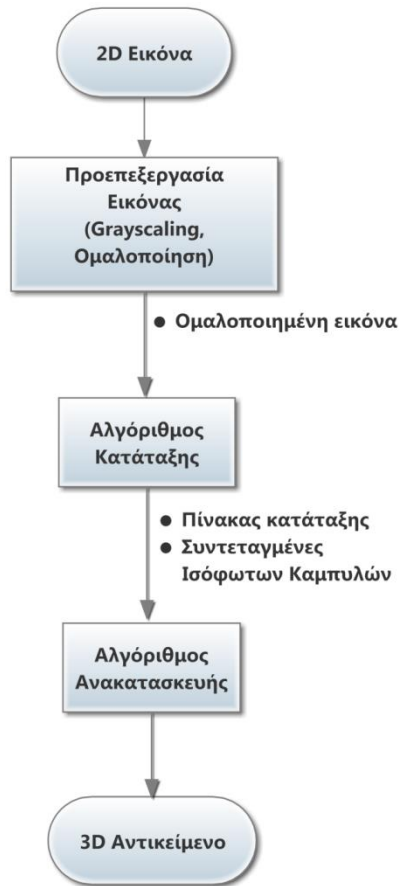 2D Εικόνα
Προεπεξεργασία
Εικόνας
(Grayscaling,
Ομαλοποίηση)
● Ομαλοποιημένη εικόνα
Αλγόριθμος
Κατάταξης
● Πίνακας κατάταξης
● Συντεταγμένες
Ισόφωτων Καμπυλών
Αλγόριθμος
Ανακατασκευής
3D Αντικείμενο